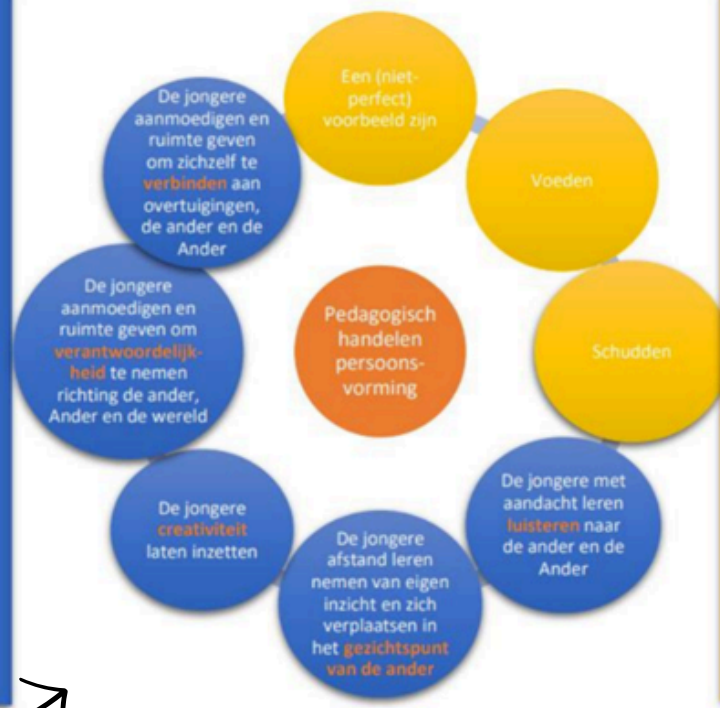 Een (niet-
perfect)
voorbeeld zijn
Voeden
Schudden
De jongere met
aandacht leren
luisteren naar
de ander en de
Ander
De jongere
afstand leren
nemen van eigen
inzicht en zich
verplaatsen in
het gezichtspunt
van de ander
De jongere
creativiteit
laten inzetten
De jongere
aanmoedigen en
ruimte geven om
verantwoordelijk-
heid te nemen
richting de ander,
Ander en de wereld
De jongere
aanmoedigen en
ruimte geven
om zichzelf te
verbinden aan
overtuigingen,
de ander en de
Ander
Pedagogisch
handelen
persoons-
vorming